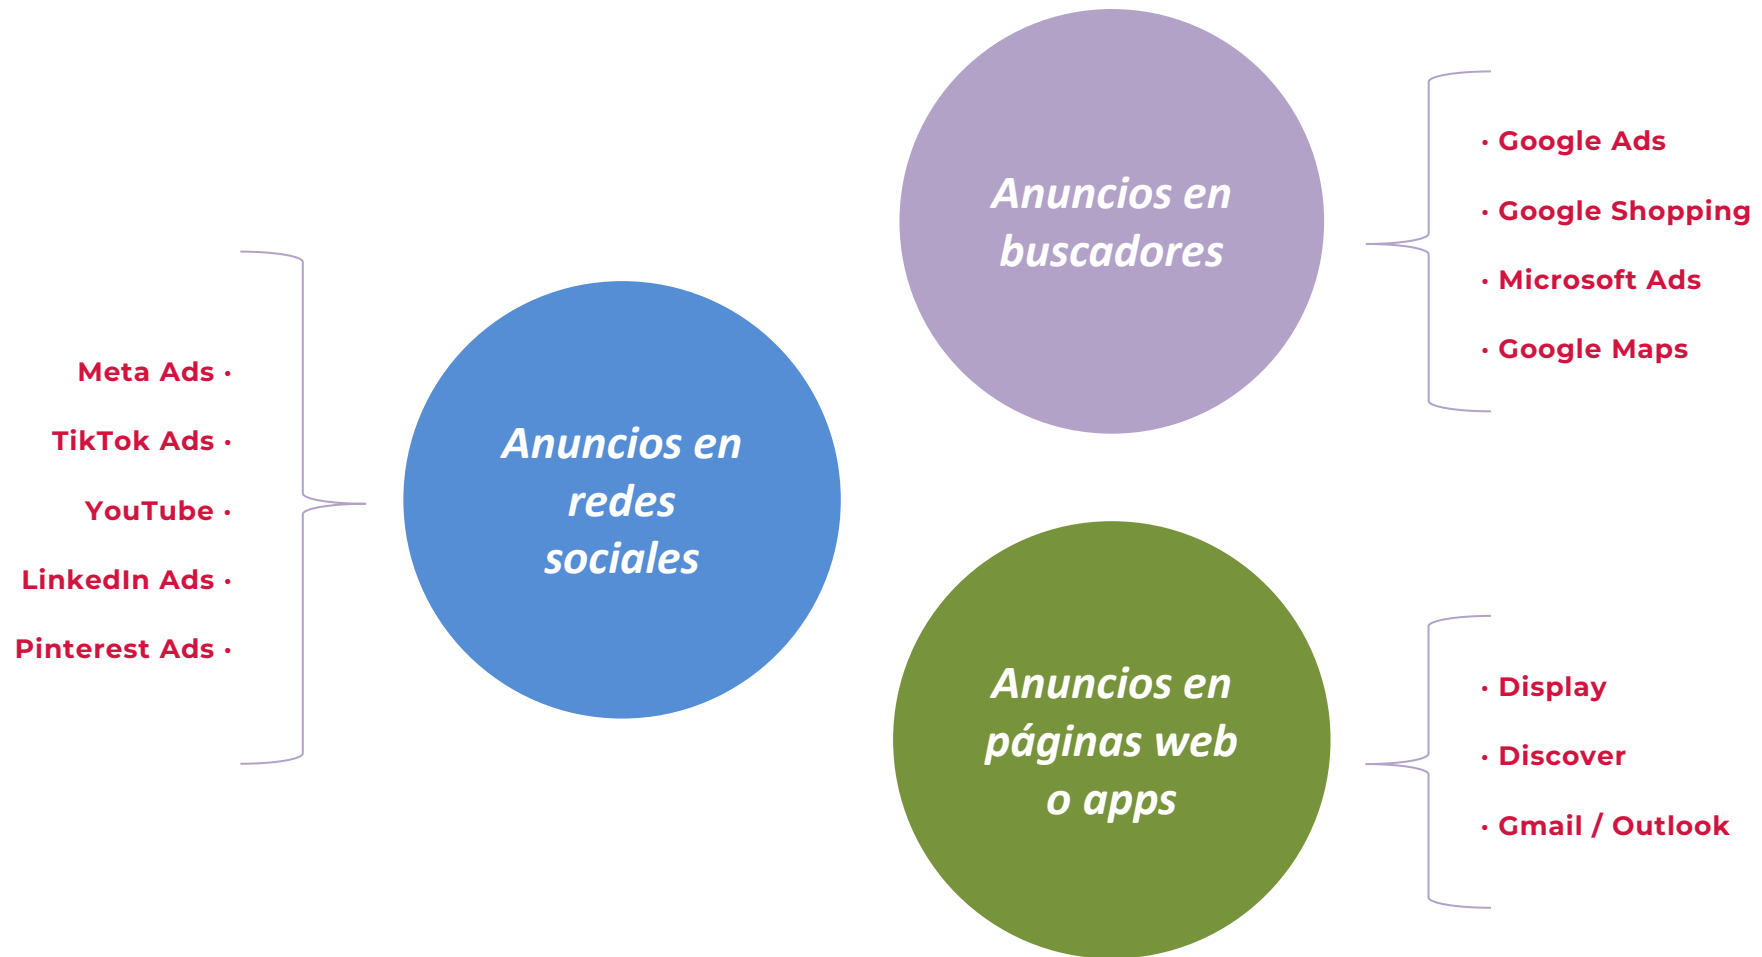 Meta Ads ·
TikTok Ads ·
YouTube ·
LinkedIn Ads ·
Pinterest Ads ·
Anuncios en
redes
sociales
Anuncios en
buscadores
· Google Ads
· Google Shopping
· Microsoft Ads
· Google Maps
Anuncios en
páginas web
o apps
· Display
· Discover
· Gmail / Outlook